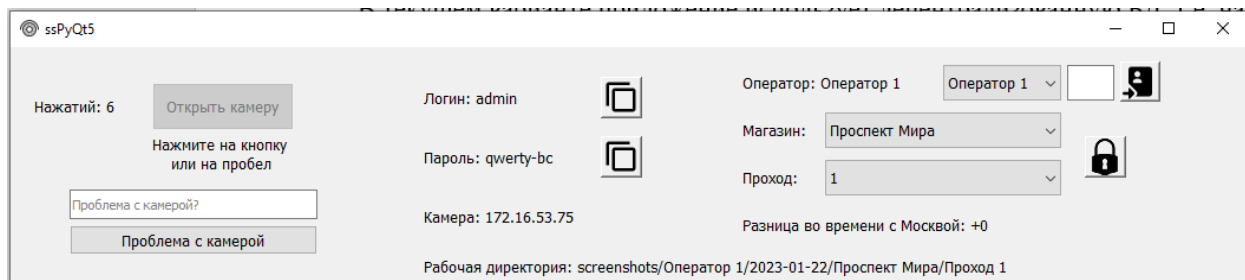 ssPyQt5
Нажатий: 6
Открыть камеру
Нажмите на кнопку
или на пробел
Проблема с камерой?
Проблема с камерой
Логин: admin
Пароль: qwerty-bc
Камера: 172.16.53.75
Рабочая директория: screenshots/Оператор 1/2023-01-22/Проспект Мира/Проход 1
Оператор: Оператор 1
Оператор 1
Магазин: Проспект Мира
Проход: 1
Разница во времени с Москвой: +0